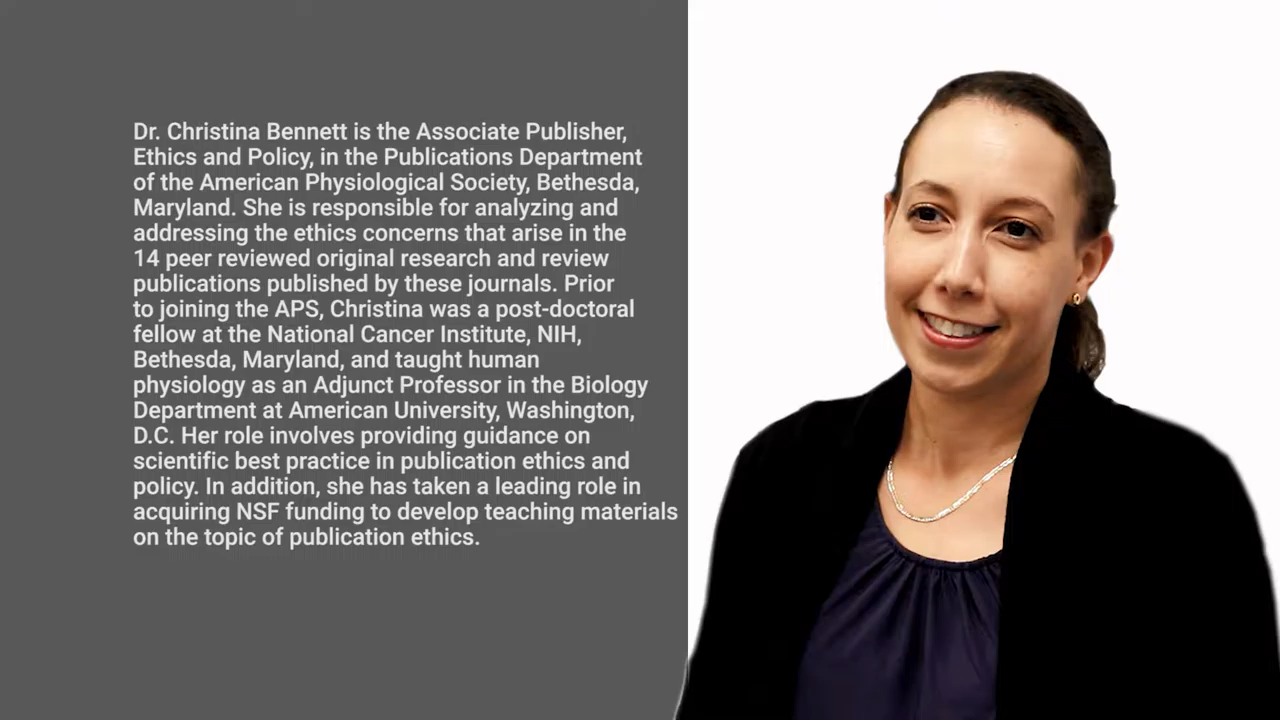 Dr. Christina Bennett is the Associate Publisher,
Ethics and Policy, in the Publications Department
of the American Physiological Society, Bethesda,
Maryland. She is responsible for analyzing and
addressing the ethics concerns that arise in the
14 peer reviewed original research and review
publications published by these journals. Prior
to joining the APS, Christina was a post-doctoral
fellow at the National Cancer Institute, NIH,
Bethesda, Maryland, and taught human
physiology as an Adjunct Professor in the Biology
Department at American University, Washington,
D.C. Her role involves providing guidance on
scientific best practice in publication ethics and
policy. In addition, she has taken a leading role in
acquiring NSF funding to develop teaching materials
on the topic of publication ethics.